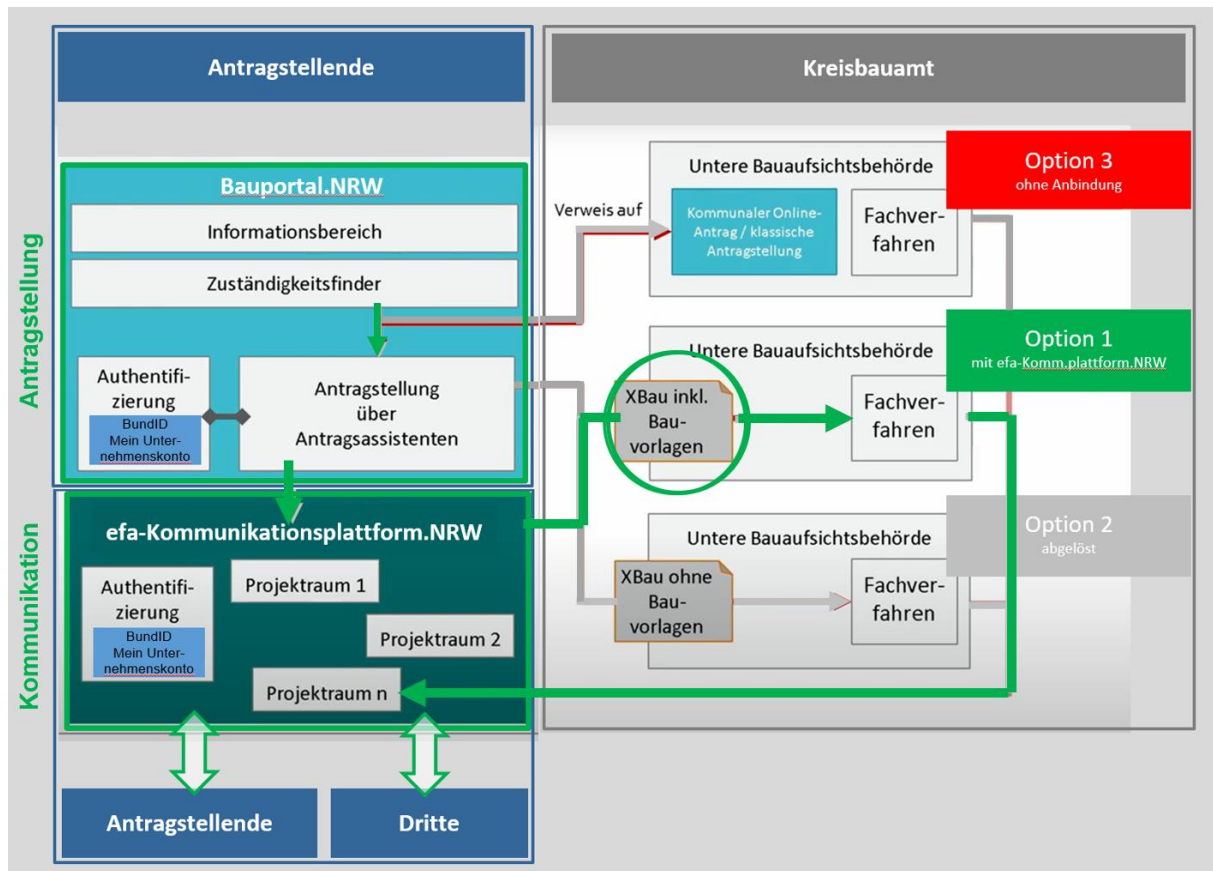 Antragstellende
Kreisbauamt
Antragstellung
Bauportal.NRW
Informationsbereich
Zuständigkeitsfinder
Authentifi-
zierung
BundID
Mein Unter-
nehmenskonto
Antragstellung
über
Antragsassistenten
Verweis auf
Untere Bauaufsichtsbehörde
Kommunaler Online-
Antrag / klassische
Antragstellung
Fachver-
fahren
Option 3
ohne Anbindung
Untere Bauaufsichtsbehörde
XBau inkl.
Bau-
vorlagen
Fachver-
fahren
Option 1
mit efa-Komm.plattform.NRW
Kommunikation
efa-Kommunikationsplattform.NRW
Authentifi-
zierung
BundID
Mein Unter-
nehmenskonto
Projektraum 1
Projektraum 2
Projektraum n
Untere Bauaufsichtsbehörde
XBau ohne
Bau-
vorlagen
Fachver-
fahren
Option 2
abgelöst
Antragstellende
Dritte